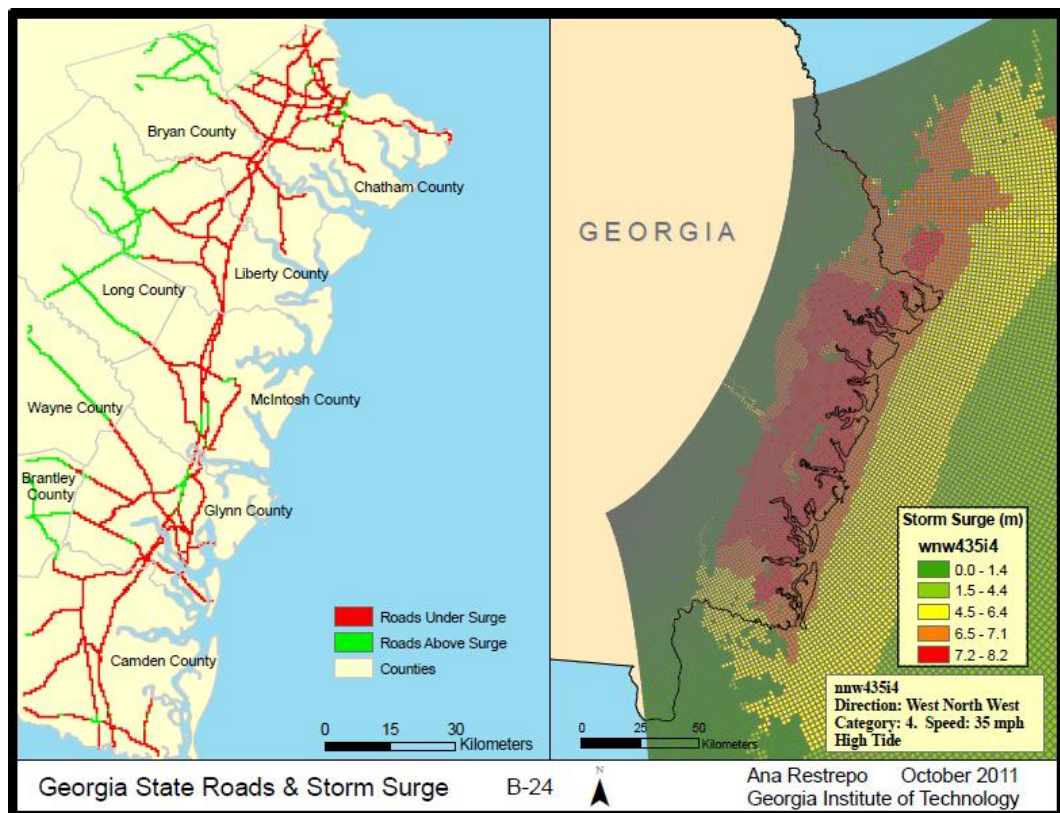 Bryan County
Chatham County
Liberty County
Long County
McIntosh County
Wayne County
Brantley
County
Glynn County
Camden County
Roads Under Surge
Roads Above Surge
Counties
0 15 30
Kilometers
GEORGIA
Storm Surge (m)
wnw435i4
0.0 - 1.4
1.5 - 4.4
4.5 - 6.4
6.5 - 7.1
7.2 - 8.2
nnw435i4
Direction: West North West
Category: 4. Speed: 35 mph
High Tide
0 25 50
Kilometers
Georgia State Roads & Storm Surge B-24
N
Ana Restrepo October 2011
Georgia Institute of Technology